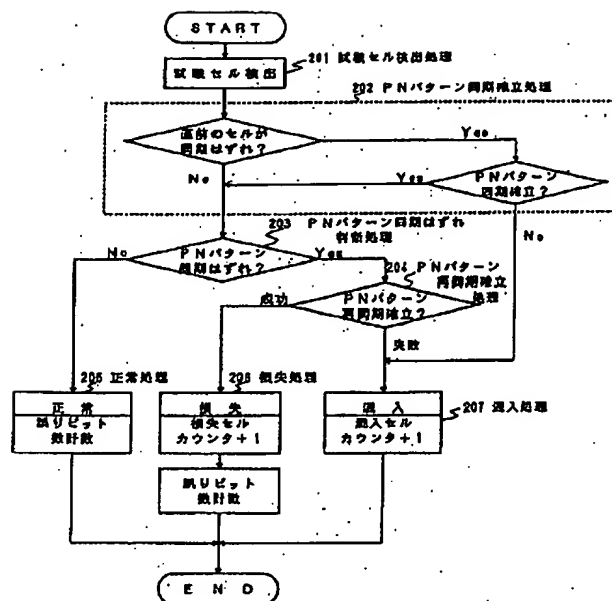 START
201 試験セル検出処理
試験セル検出
202 PNパターン同期確立処理
直前のセルが
同期はずれ?
Yes
No
Yes
PNパターン
同期確立?
203 PNパターン同期はずれ
判断処理
No
PNパターン
同期はずれ?
Yes
No
204 PNパターン
再同期確立
処理
成功
PNパターン
再同期確立?
失敗
205 正常処理
206 損失処理
正常
誤りビット
数計数
損失
損失セル
カウンタ+1
混入
混入セル
カウンタ+1
207 混入処理
誤りビット
数計数
END